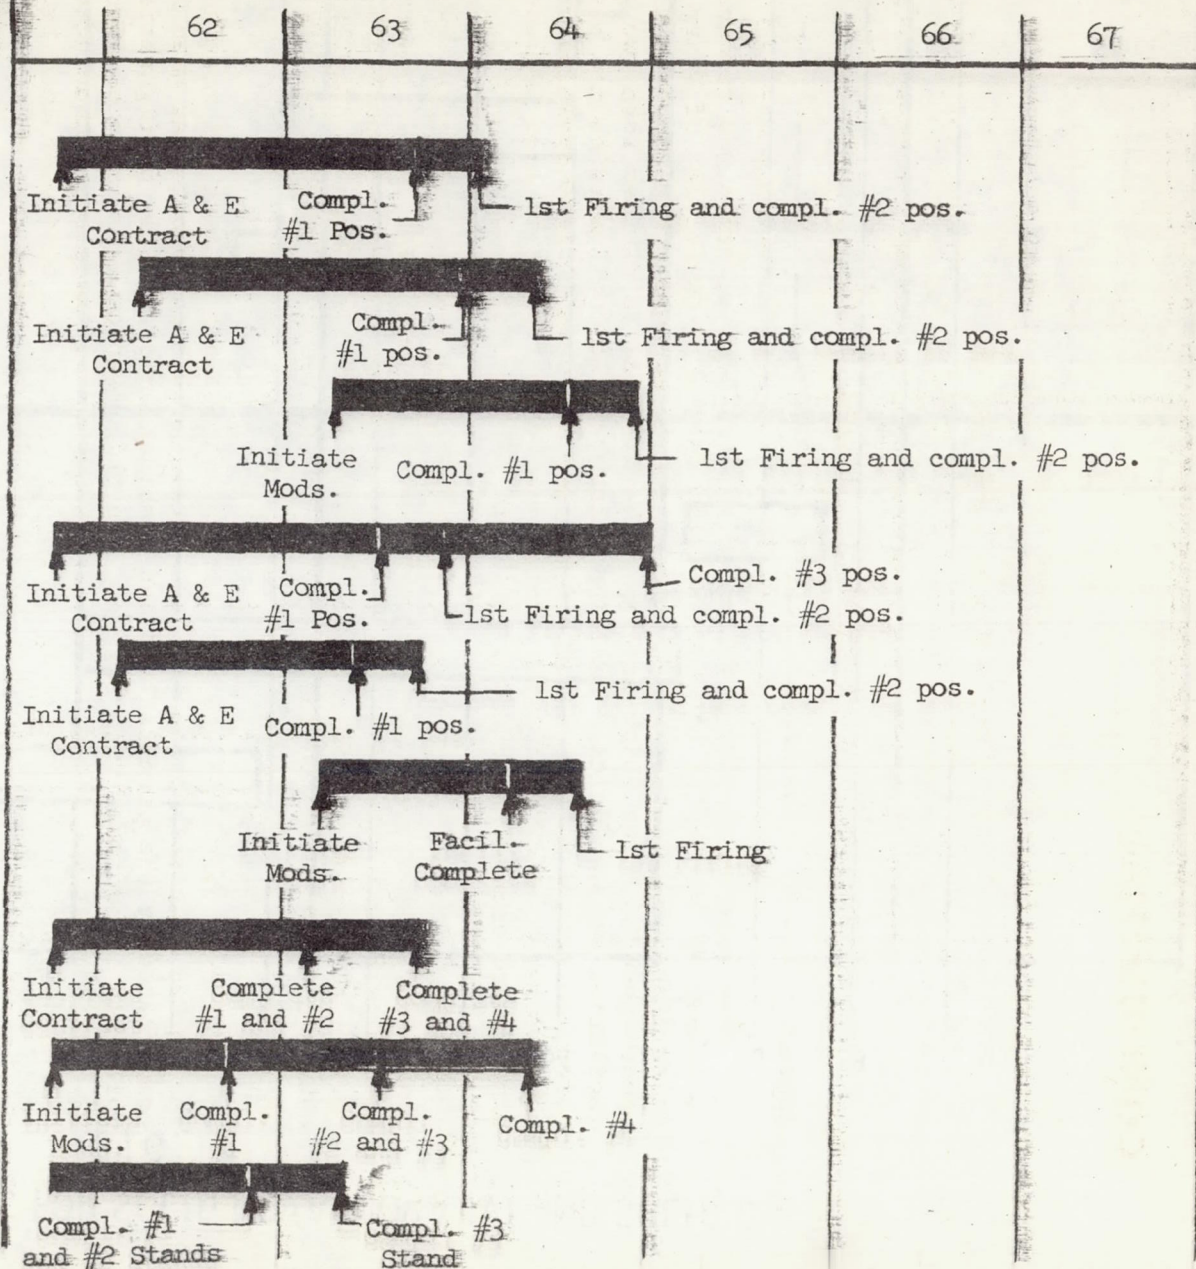 62 63 64 65 66 67
Initiate A & E
Contract
Compl.
#1 Pos.
1st Firing and compl. #2 pos.
Initiate A & E
Contract
Compl.
#1 pos.
1st Firing and compl. #2 pos.
Initiate
Mods.
Compl. #1 pos.
1st Firing and compl. #2 pos.
Initiate A & E
Contract
Compl.
#1 Pos.
1st Firing and compl. #2 pos.
Compl. #3 pos.
Initiate A & E
Contract
Compl. #1 pos.
1st Firing and compl. #2 pos.
Initiate
Mods.
Facil.
Complete
1st Firing
Initiate
Contract
Complete
#1 and #2
Complete
#3 and #4
Initiate
Mods.
Compl.
#1
Compl.
#2 and #3
Compl. #4
Compl. #1
and #2 Stands
Compl. #3
Stand